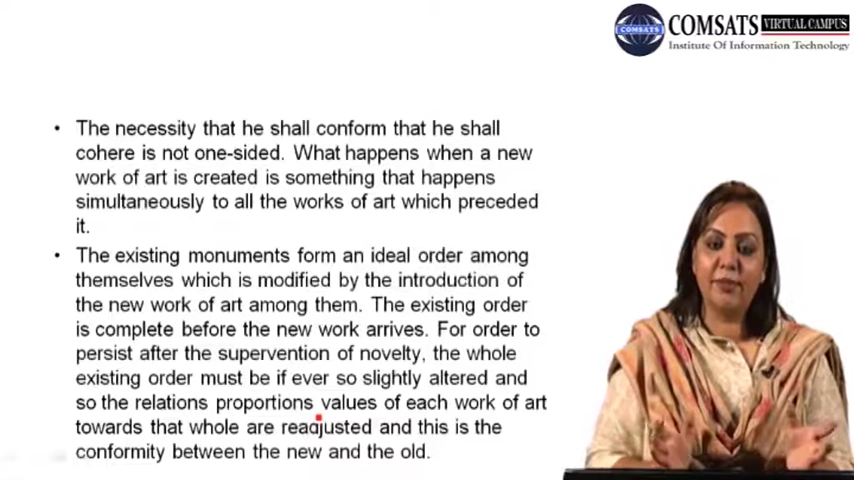 COMSATS VIRTUAL CAMPUS
COMSATS
Institute Of Information Technology
• The necessity that he shall conform that he shall
cohere is not one-sided. What happens when a new
work of art is created is something that happens
simultaneously to all the works of art which preceded
it.
• The existing monuments form an ideal order among
themselves which is modified by the introduction of
the new work of art among them. The existing order
is complete before the new work arrives. For order to
persist after the supervention of novelty, the whole
existing order must be if ever so slightly altered and
so the relations proportions values of each work of art
towards that whole are readjusted and this is the
conformity between the new and the old.